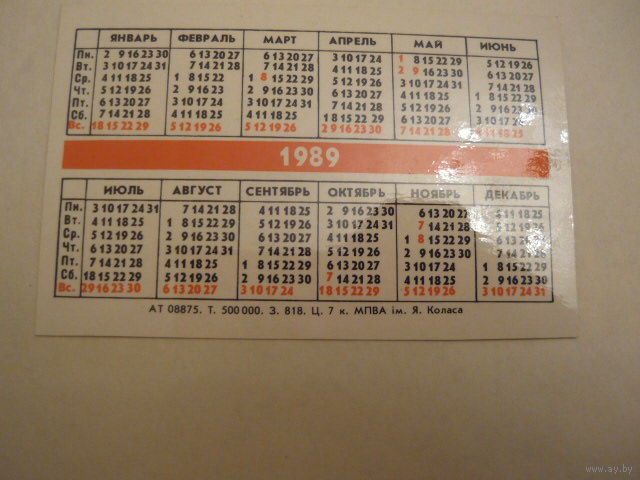 ЯНВАРЬ ФЕВРАЛЬ МАРТ АПРЕЛЬ МАЙ ИЮНЬ
Пн. 2 9 16 23 30 6 13 20 27 6 13 20 27 3 10 17 24 1 8 15 22 29 5 12 19 26
Вт. 3 10 17 24 31 7 14 21 28 7 14 21 28 4 11 18 25 2 9 16 23 30 6 13 20 27
Ср. 4 11 18 25 1 8 15 22 1 8 15 22 29 5 12 19 26 3 10 17 24 31 7 14 21 28
Чт. 5 12 19 26 2 9 16 23 2 9 16 23 30 6 13 20 27 4 11 18 25 1 8 15 22 29
Пт. 6 13 20 27 3 10 17 24 3 10 17 24 31 7 14 21 28 5 12 19 26 2 9 16 23 30
Сб. 7 14 21 28 4 11 18 25 4 11 18 25 1 8 15 22 29 6 13 20 27 3 10 17 24
Вс. 1 8 15 22 29 5 12 19 26 5 12 19 26 2 9 16 23 30 7 14 21 28 4 11 18 25
1989
ИЮЛЬ АВГУСТ СЕНТЯБРЬ ОКТЯБРЬ НОЯБРЬ ДЕКАБРЬ
Пн. 3 10 17 24 31 7 14 21 28 4 11 18 25 2 9 16 23 30 6 13 20 27 4 11 18 25
Вт. 4 11 18 25 1 8 15 22 29 5 12 19 26 3 10 17 24 31 7 14 21 28 5 12 19 26
Ср. 5 12 19 26 2 9 16 23 30 6 13 20 27 4 11 18 25 1 8 15 22 29 6 13 20 27
Чт. 6 13 20 27 3 10 17 24 31 7 14 21 28 5 12 19 26 2 9 16 23 30 7 14 21 28
Пт. 7 14 21 28 4 11 18 25 1 8 15 22 29 6 13 20 27 3 10 17 24 1 8 15 22 29
Сб. 1 8 15 22 29 5 12 19 26 2 9 16 23 30 7 14 21 28 4 11 18 25 2 9 16 23 30
Вс. 2 9 16 23 30 6 13 20 27 3 10 17 24 1 8 15 22 29 5 12 19 26 3 10 17 24 31
АТ 08875. Т. 500 000. З. 818. Ц. 7 к. МПВА ім. Я. Коласа
www.ay.by